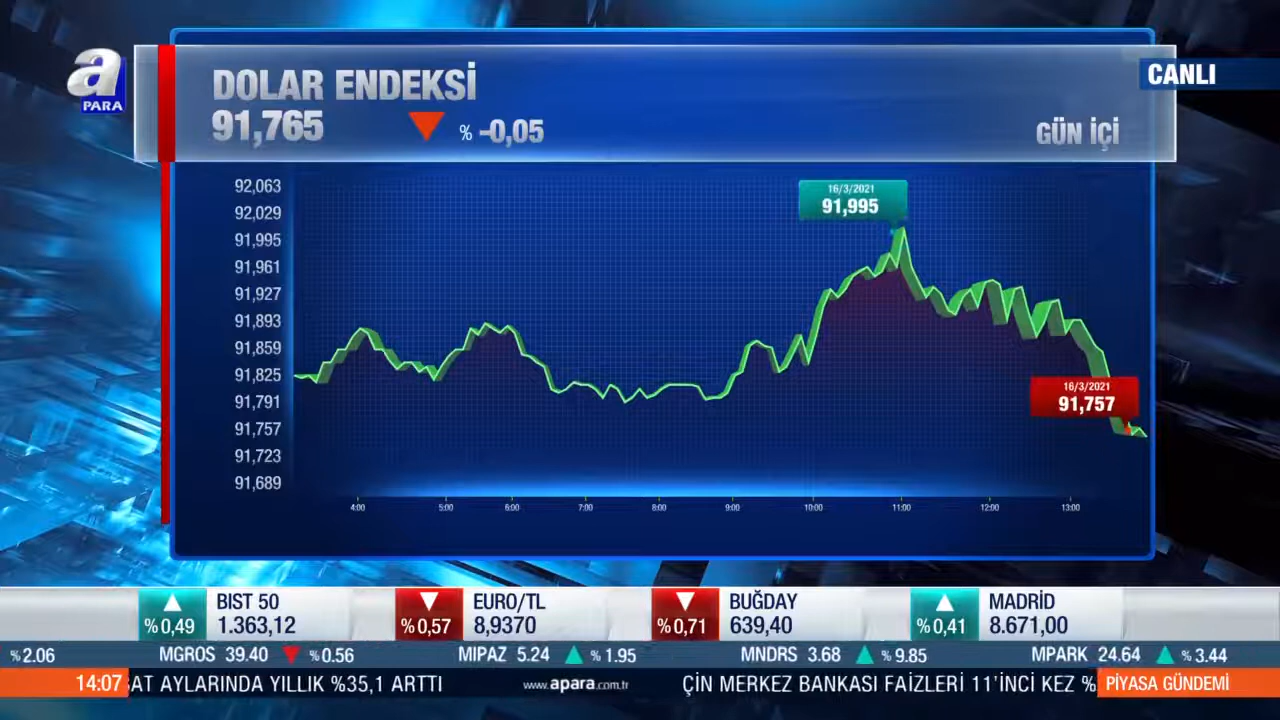 a
PARA
DOLAR ENDEKSİ
91,765 % -0,05
GÜN İÇİ
CANLI
92,063
92,029
91,995
91,961
91,927
91,893
91,859
91,825
91,791
91,757
91,723
91,689
16/3/2021
91,995
16/3/2021
91,757
4:00 5:00 6:00 7:00 8:00 9:00 10:00 11:00 12:00 13:00
% 0,49 BIST 50 1.363,12
% 0,57 EURO/TL 8,9370
% 0,71 BUĞDAY 639,40
% 0,41 MADRİD 8.671,00
% 2.06 MGROS 39.40 % 0.56 MIPAZ 5.24 % 1.95 MNDRS 3.68 % 9.85 MPARK 24.64 % 3.44
14:07 AT AYLARINDA YILLIK %35,1 ARTTI www.apara.com.tr ÇİN MERKEZ BANKASI FAİZLERİ 11'İNCİ KEZ % PİYASA GÜNDEMİ